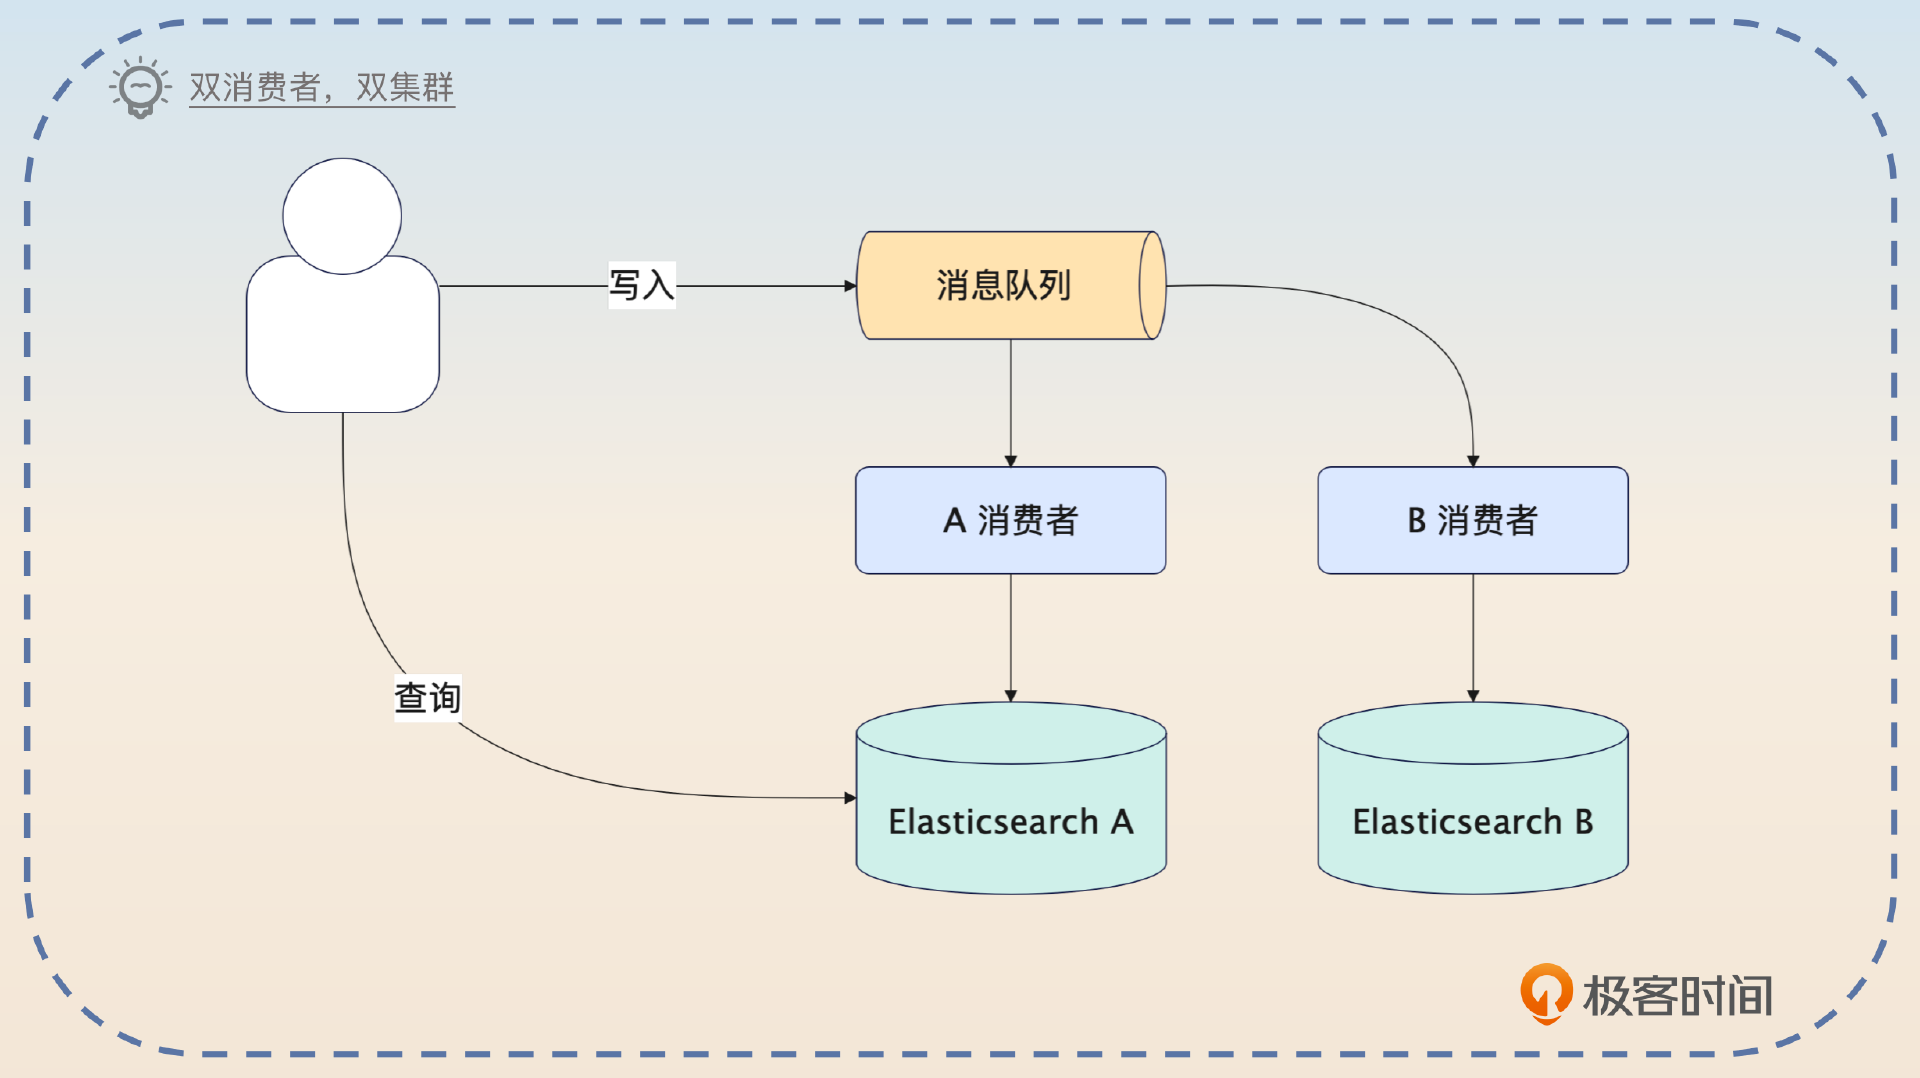 双消费者，双集群
写入
消息队列
A 消费者
B 消费者
查询
Elasticsearch A
Elasticsearch B
极客时间